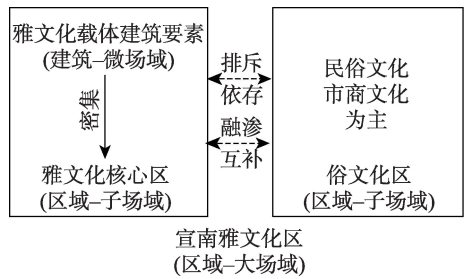 雅文化载体建筑要素
(建筑–微场域)
密集
雅文化核心区
(区域–子场域)
排斥
依存
融渗
互补
民俗文化
市商文化
为主
俗文化区
(区域–子场域)
宣南雅文化区
(区域–大场域)